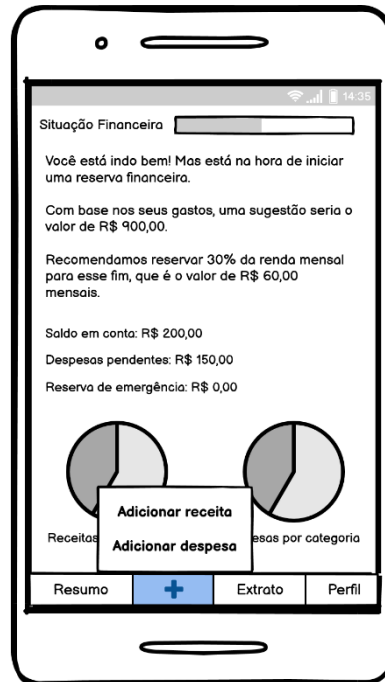 14:35
Situação Financeira
Você está indo bem! Mas está na hora de iniciar
uma reserva financeira.
Com base nos seus gastos, uma sugestão seria o
valor de R$ 900,00.
Recomendamos reservar 30% da renda mensal
para esse fim, que é o valor de R$ 60,00
mensais.
Saldo em conta: R$ 200,00
Despesas pendentes: R$ 150,00
Reserva de emergência: R$ 0,00
Adicionar receita
Receitas esas por categoria
Adicionar despesa
Resumo + Extrato Perfil